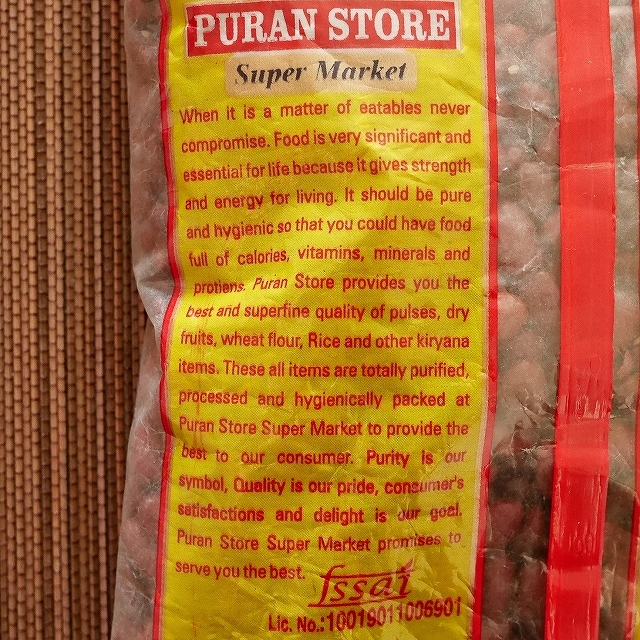 PURAN STORE
Super Market
When it is a matter of eatables never
compromise. Food is very significant and
essential for life because it gives strength
and energy for living. It should be pure
and hygienic so that you could have food
full of calories, vitamins, minerals and
protiens. Puran Store provides you the
best and superfine quality of pulses, dry
fruits, wheat flour, Rice and other kiryana
items. These all items are totally purified,
processed and hygienically packed at
Puran Store Super Market to provide the
best to our consumer. Purity is our
symbol, Quality is our pride, consumer's
satisfactions and delight is our goal.
Puran Store Super Market promises to
serve you the best.
fssai
Lic. No.:10019011006901